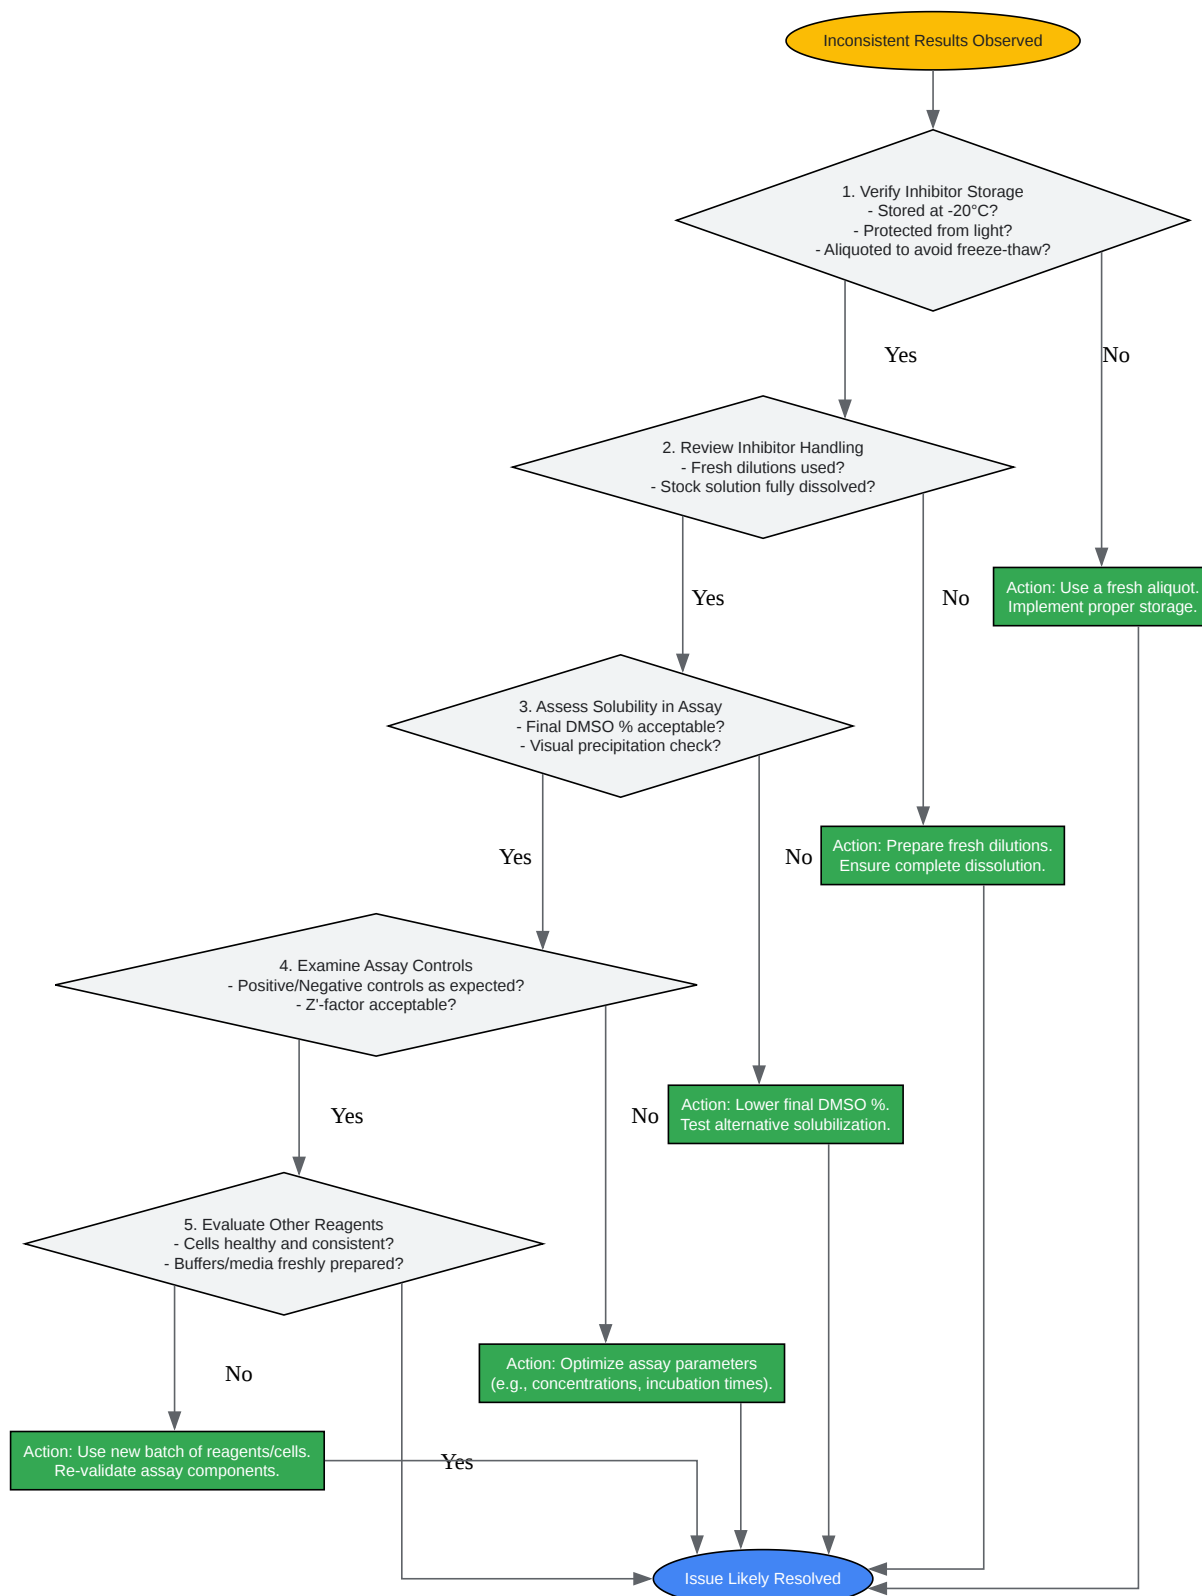 Inconsistent Results Observed
1. Verify Inhibitor Storage
- Stored at -20°C?
- Protected from light?
- Aliquoted to avoid freeze-thaw?
Yes
No
2. Review Inhibitor Handling
- Fresh dilutions used?
- Stock solution fully dissolved?
Action: Use a fresh aliquot.
Implement proper storage.
Yes
No
3. Assess Solubility in Assay
- Final DMSO % acceptable?
- Visual precipitation check?
Action: Prepare fresh dilutions.
Ensure complete dissolution.
Yes
No
4. Examine Assay Controls
- Positive/Negative controls as expected?
- Z'-factor acceptable?
Action: Lower final DMSO %.
Test alternative solubilization.
Yes
No
5. Evaluate Other Reagents
- Cells healthy and consistent?
- Buffers/media freshly prepared?
Action: Optimize assay parameters
(e.g., concentrations, incubation times).
No
Action: Use new batch of reagents/cells.
Re-validate assay components.
Yes
Issue Likely Resolved